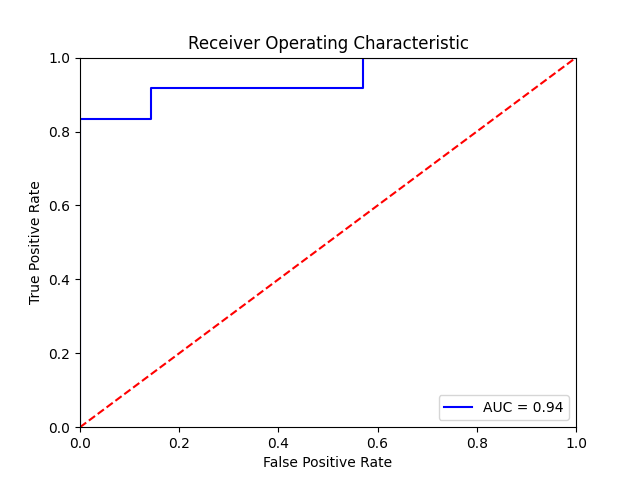 Receiver Operating Characteristic
1.0
0.8
0.6
0.4
0.2
0.0
True Positive Rate
AUC = 0.94
0.0 0.2 0.4 0.6 0.8 1.0
False Positive Rate